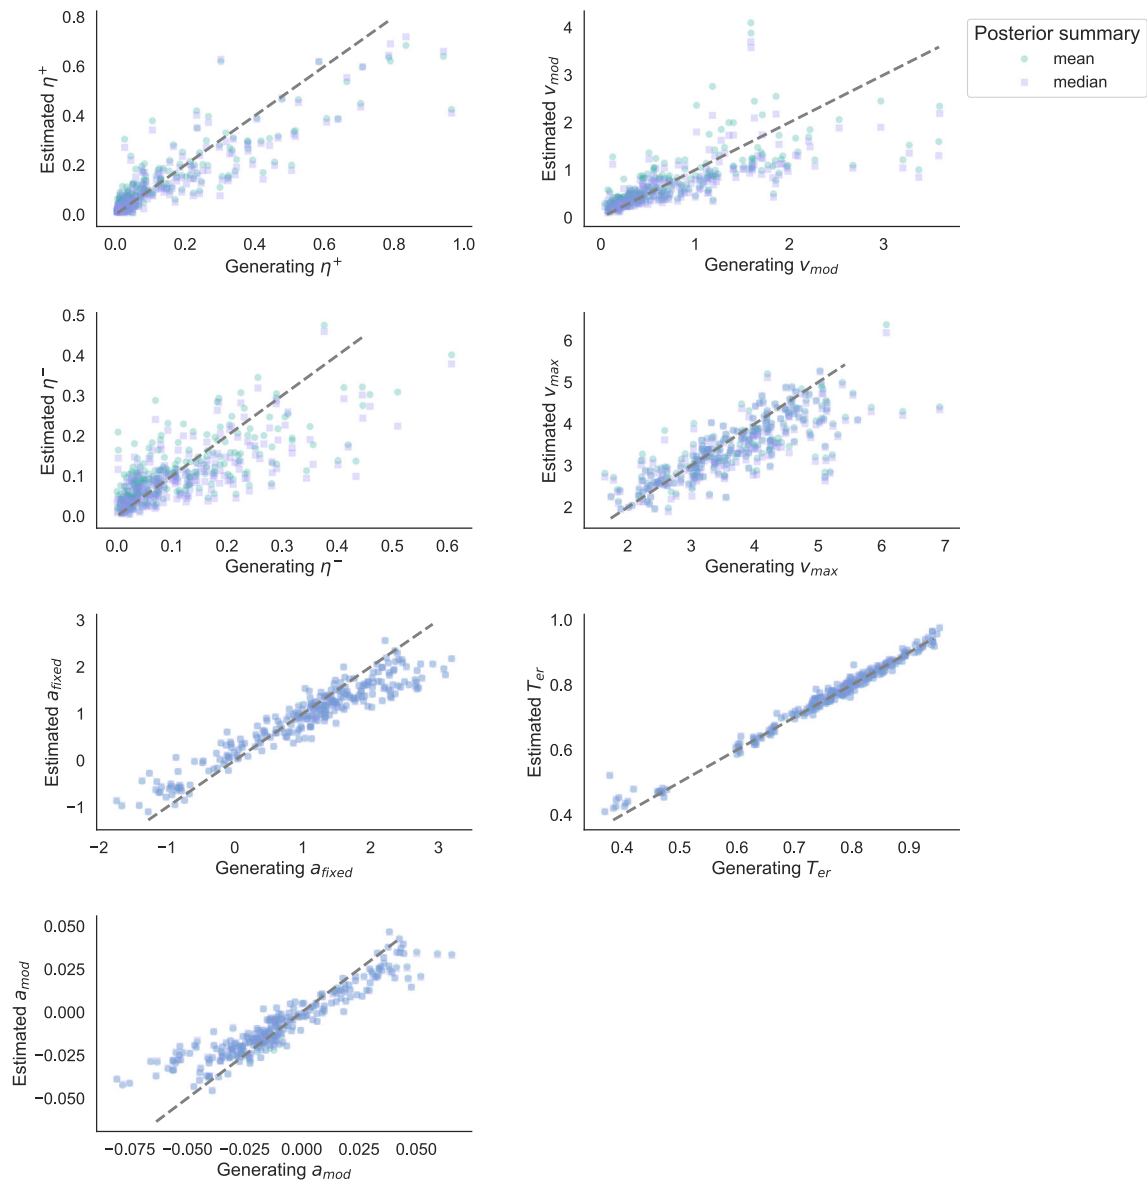 Posterior summary
mean
median
0.8
0.6
0.4
0.2
0.0
Estimated η⁺
0.0 0.2 0.4 0.6 0.8 1.0
Generating η⁺
4
3
2
1
0
Estimated v_mod
0 1 2 3
Generating v_mod
0.5
0.4
0.3
0.2
0.1
0.0
Estimated η⁻
0.0 0.1 0.2 0.3 0.4 0.5 0.6
Generating η⁻
6
5
4
3
2
Estimated v_max
2 3 4 5 6 7
Generating v_max
3
2
1
0
−1
Estimated a_fixed
−2 −1 0 1 2 3
Generating a_fixed
1.0
0.8
0.6
0.4
Estimated T_er
0.4 0.5 0.6 0.7 0.8 0.9
Generating T_er
0.050
0.025
0.000
−0.025
−0.050
Estimated a_mod
−0.075 −0.050 −0.025 0.000 0.025 0.050
Generating a_mod